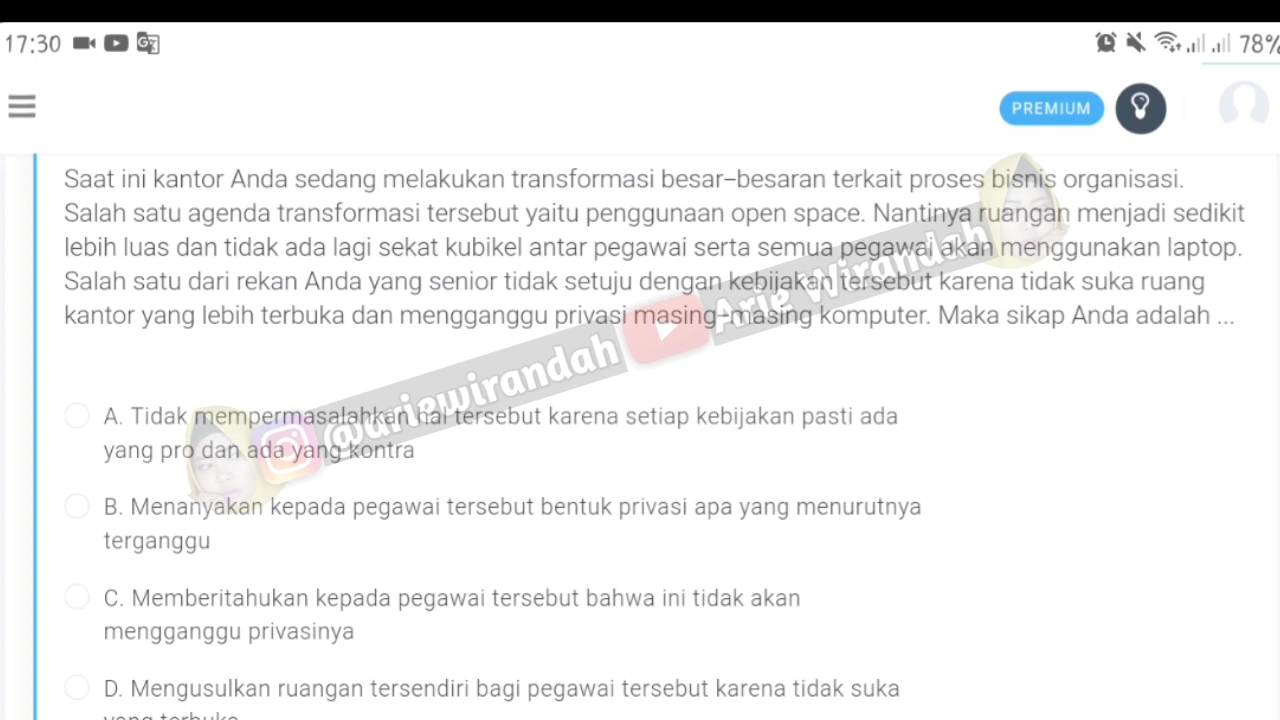 17:30
78%
PREMIUM
Saat ini kantor Anda sedang melakukan transformasi besar-besaran terkait proses bisnis organisasi.
Salah satu agenda transformasi tersebut yaitu penggunaan open space. Nantinya ruangan menjadi sedikit
lebih luas dan tidak ada lagi sekat kubikel antar pegawai serta semua pegawai akan menggunakan laptop.
Salah satu dari rekan Anda yang senior tidak setuju dengan kebijakan tersebut karena tidak suka ruang
kantor yang lebih terbuka dan mengganggu privasi masing-masing komputer. Maka sikap Anda adalah ...
@ariewirandah Arie Wirandah
A. Tidak mempermasalahkan hal tersebut karena setiap kebijakan pasti ada
yang pro dan ada yang kontra
B. Menanyakan kepada pegawai tersebut bentuk privasi apa yang menurutnya
terganggu
C. Memberitahukan kepada pegawai tersebut bahwa ini tidak akan
mengganggu privasinya
D. Mengusulkan ruangan tersendiri bagi pegawai tersebut karena tidak suka
yang terbuka